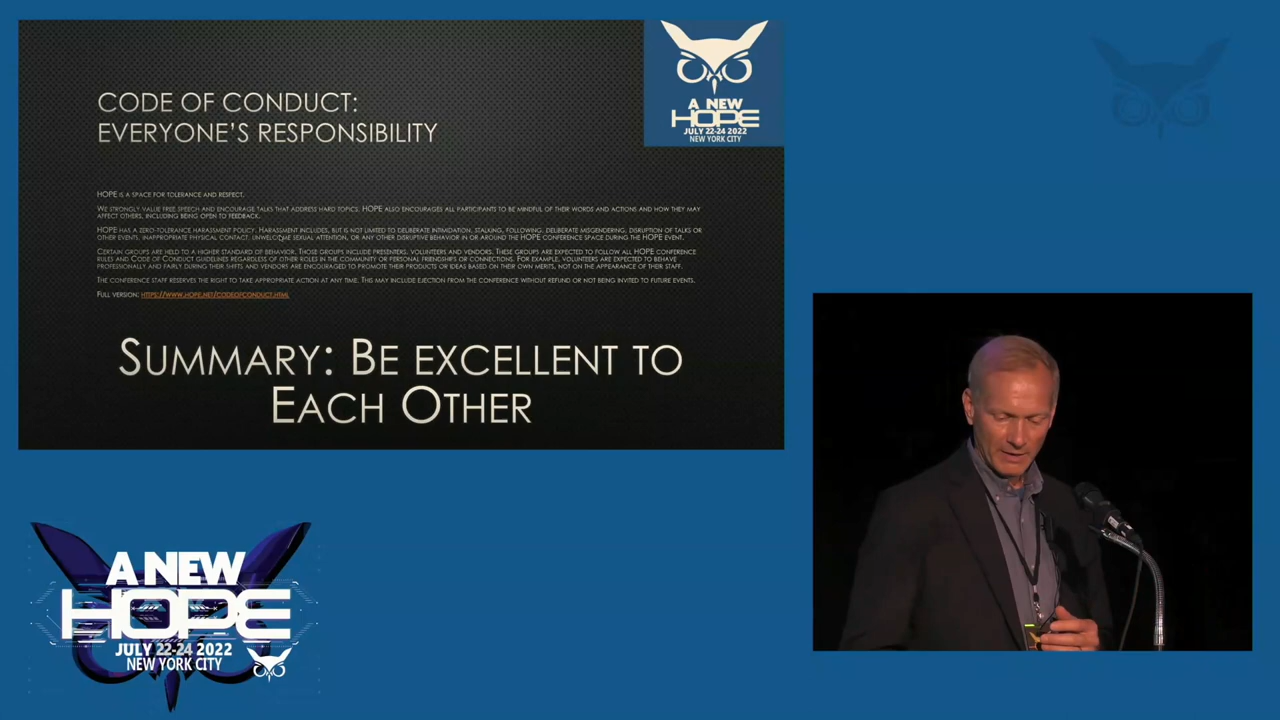 CODE OF CONDUCT:
EVERYONE'S RESPONSIBILITY
HOPE IS A SPACE FOR TOLERANCE AND RESPECT.
WE STRONGLY VALUE FREE SPEECH AND ENCOURAGE TALKS THAT ADDRESS HARD TOPICS. HOPE ALSO ENCOURAGES ALL PARTICIPANTS TO BE MINDFUL OF THEIR WORDS AND ACTIONS AND HOW THEY MAY
AFFECT OTHERS, INCLUDING BEING OPEN TO FEEDBACK.
HOPE HAS A ZERO-TOLERANCE HARASSMENT POLICY. HARASSMENT INCLUDES, BUT IS NOT LIMITED TO DELIBERATE INTIMIDATION, STALKING, FOLLOWING, DELIBERATE MISGENDERING, DISRUPTION OF TALKS OR
OTHER EVENTS, INAPPROPRIATE PHYSICAL CONTACT, UNWELCOME SEXUAL ATTENTION, OR ANY OTHER DISRUPTIVE BEHAVIOR IN OR AROUND THE HOPE CONFERENCE SPACE DURING THE HOPE EVENT.
CERTAIN GROUPS ARE HELD TO A HIGHER STANDARD OF BEHAVIOR. THOSE GROUPS INCLUDE PRESENTERS, VOLUNTEERS AND VENDORS. THESE GROUPS ARE EXPECTED TO FOLLOW ALL HOPE CONFERENCE
RULES AND CODE OF CONDUCT GUIDELINES REGARDLESS OF OTHER ROLES IN THE COMMUNITY OR PERSONAL FRIENDSHIPS OR CONNECTIONS. FOR EXAMPLE, VOLUNTEERS ARE EXPECTED TO BEHAVE
PROFESSIONALLY AND FAIRLY DURING THEIR SHIFTS AND VENDORS ARE ENCOURAGED TO PROMOTE THEIR PRODUCTS OR IDEAS BASED ON THEIR OWN MERITS, NOT ON THE APPEARANCE OF THEIR STAFF.
THE CONFERENCE STAFF RESERVES THE RIGHT TO TAKE APPROPRIATE ACTION AT ANY TIME. THIS MAY INCLUDE EJECTION FROM THE CONFERENCE WITHOUT REFUND OR NOT BEING INVITED TO FUTURE EVENTS.
FULL VERSION: HTTPS://WWW.HOPE.NET/CODEOFCONDUCT.HTML
SUMMARY: BE EXCELLENT TO
EACH OTHER
A NEW
HOPE
JULY 22-24 2022
NEW YORK CITY
A NEW
HOPE
JULY 22-24 2022
NEW YORK CITY